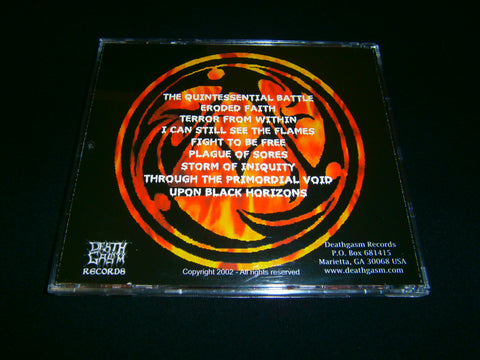 THE QUINTESSENTIAL BATTLE
ERODED FAITH
TERROR FROM WITHIN
I CAN STILL SEE THE FLAMES
FIGHT TO BE FREE
PLAGUE OF SORES
STORM OF INIQUITY
THROUGH THE PRIMORDIAL VOID
UPON BLACK HORIZONS
DEATH
GASM
RECORDS
Copyright 2002 - All rights reserved
Deathgasm Records
P.O. Box 681415
Marietta, GA 30068 USA
www.deathgasm.com